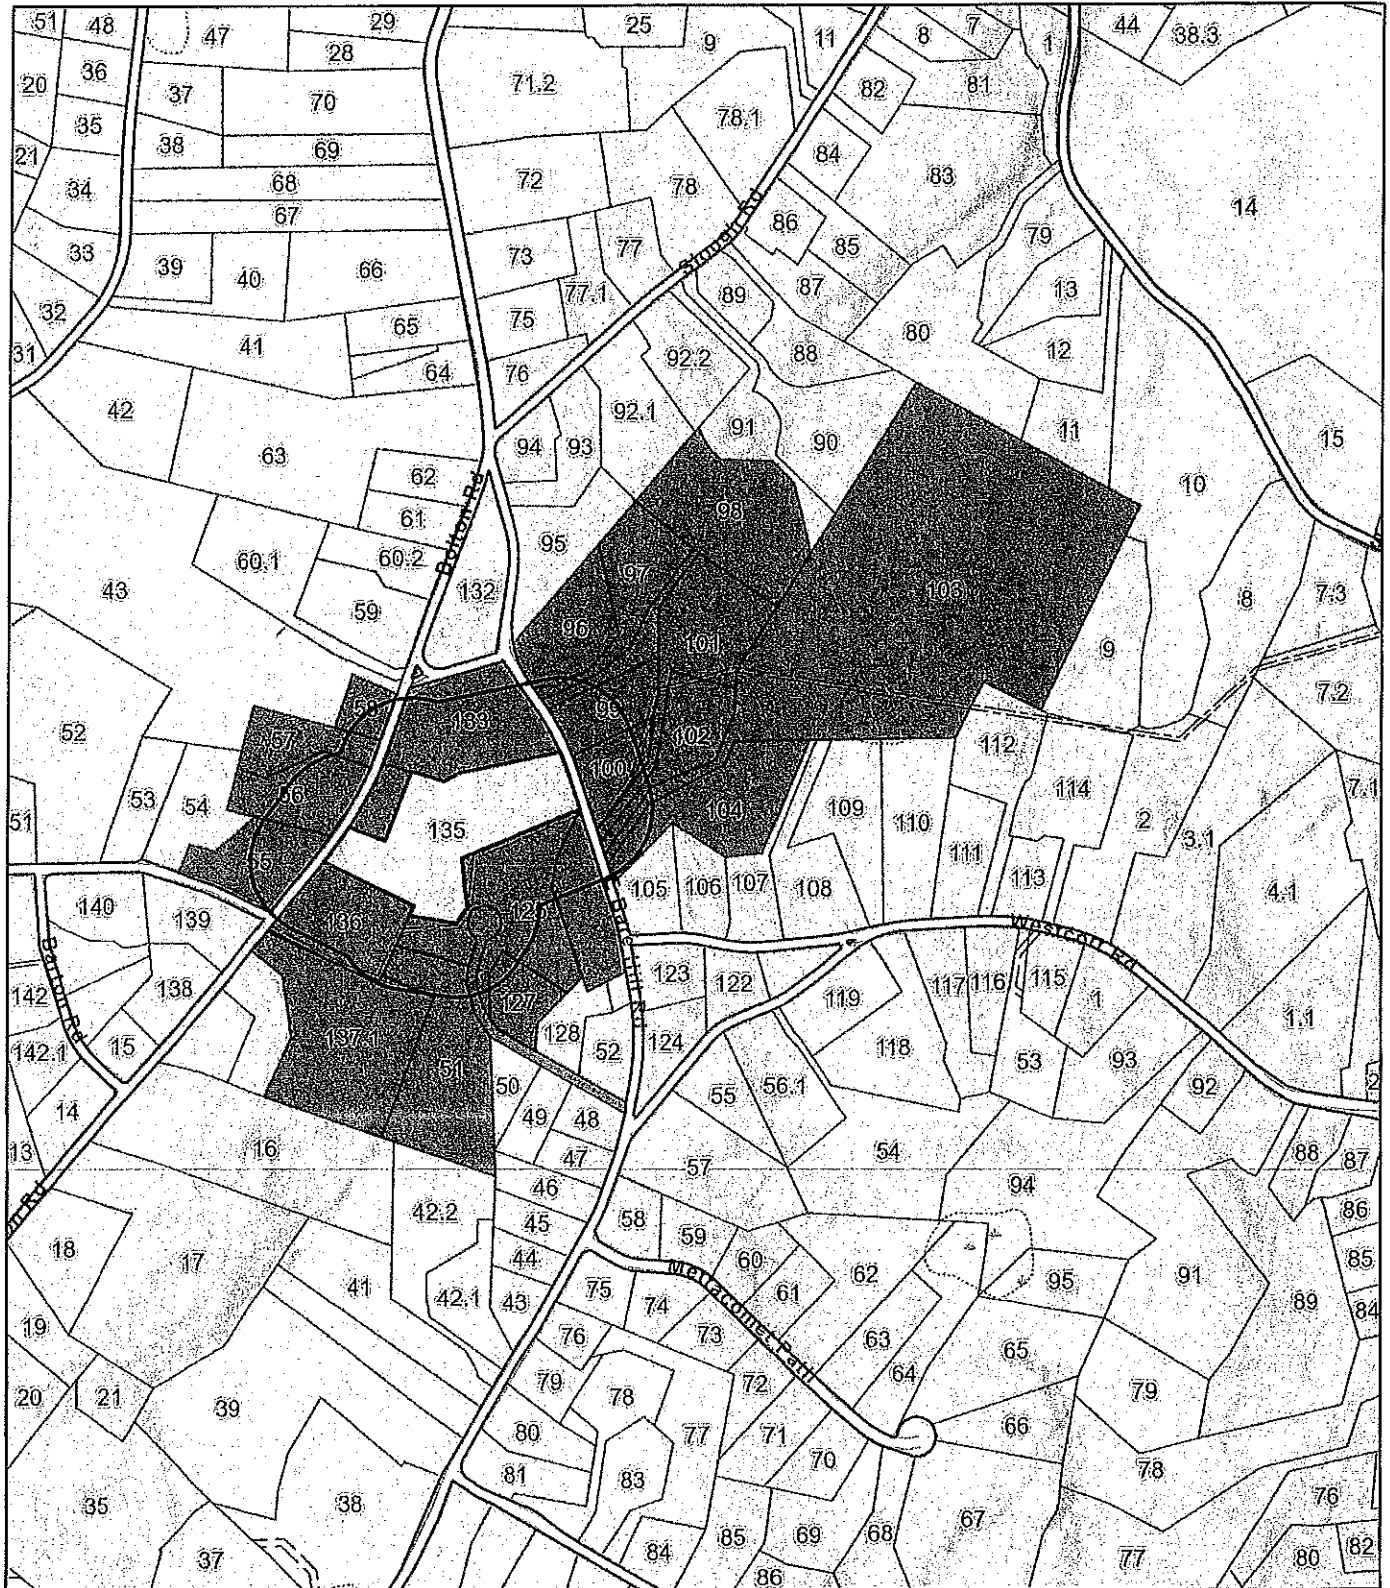 51 48 47 29 25 9 11 8 7 1 44 38.3
28
36 20 37 70 71.2 82 81
35 38 69 78.1 84
21 68 72 78 83 14
34 67 86 79
33 39 40 66 73 77 85
Slough Rd
32 77.1 89 87 13
31 41 65 75 80 12
64 76 92.2 88
42 92.1 91 90 11 15
63 94 93 10
62
61 98
Bolton Rd
60.1 60.2 95
43 59 132 97 103 8 7.3
96 101 9
52 58 133 99 102 112 7.2
57 100
53 54 56 104 114 7.1
51 135 109 110 2 3.1
55 111
140 139 136 126 105 106 107 108 113 4.1
Bare Hill Rd
Westcott Rd
Barton Rd
142 138 127 123 122 119 117 116 115 1 1.1
142.1 15 137.1 51 128 52 124 118 53 93
14 50 49 48 55 56.1 92 2
13 16 47 57 54 88 87
46 94 86
42.2 45 58 59
18 17 44 60 62 85
Mettacomet Path
41 42.1 43 75 74 61 95 91 89 84
19 76 73 63 65
20 21 79 78 72 64 79
39 80 77 71 66
81 83 70 78
35 38 76
37 84 85 69 68 67 77 80 82
86